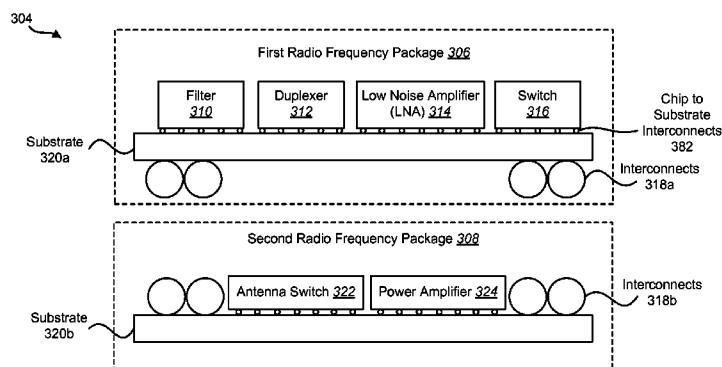 304
First Radio Frequency Package 306
Filter
310
Duplexer
312
Low Noise Amplifier
(LNA) 314
Switch
316
Chip to
Substrate
Interconnects
382
Substrate
320a
Interconnects
318a
Second Radio Frequency Package 308
Antenna Switch 322
Power Amplifier 324
Interconnects
318b
Substrate
320b